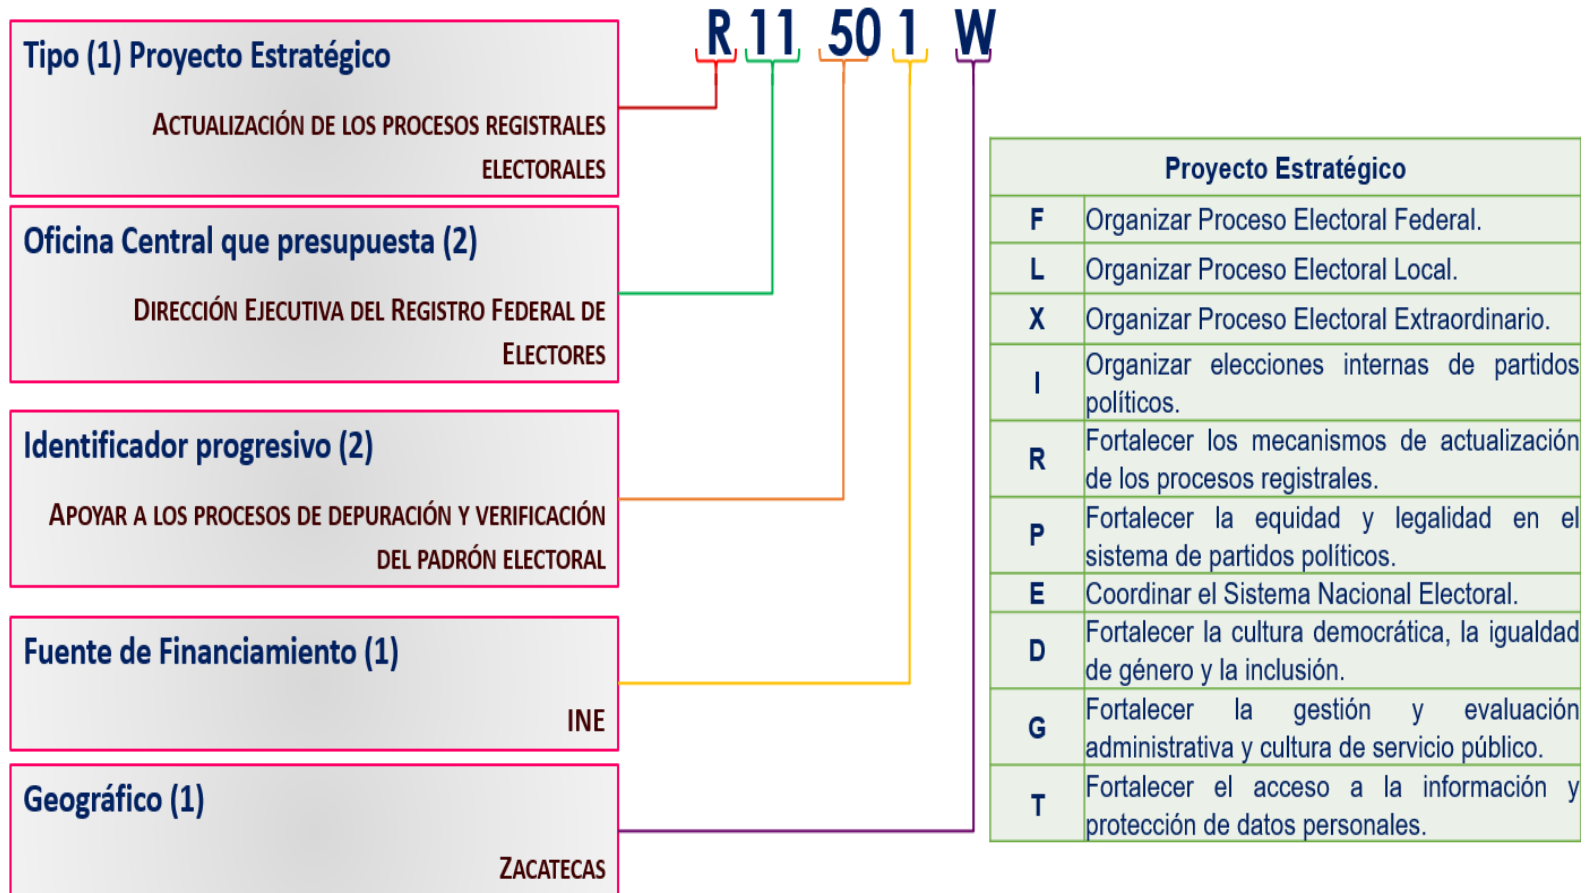 R 11 50 1 W
Tipo (1) Proyecto Estratégico
ACTUALIZACIÓN DE LOS PROCESOS REGISTRALES
ELECTORALES
Oficina Central que presupuesta (2)
DIRECCIÓN EJECUTIVA DEL REGISTRO FEDERAL DE
ELECTORES
Identificador progresivo (2)
APOYAR A LOS PROCESOS DE DEPURACIÓN Y VERIFICACIÓN
DEL PADRÓN ELECTORAL
Fuente de Financiamiento (1)
INE
Geográfico (1)
ZACATECAS
Proyecto Estratégico
F Organizar Proceso Electoral Federal.
L Organizar Proceso Electoral Local.
X Organizar Proceso Electoral Extraordinario.
I Organizar elecciones internas de partidos
políticos.
R Fortalecer los mecanismos de actualización
de los procesos registrales.
P Fortalecer la equidad y legalidad en el
sistema de partidos políticos.
E Coordinar el Sistema Nacional Electoral.
D Fortalecer la cultura democrática, la igualdad
de género y la inclusión.
G Fortalecer la gestión y evaluación
administrativa y cultura de servicio público.
T Fortalecer el acceso a la información y
protección de datos personales.